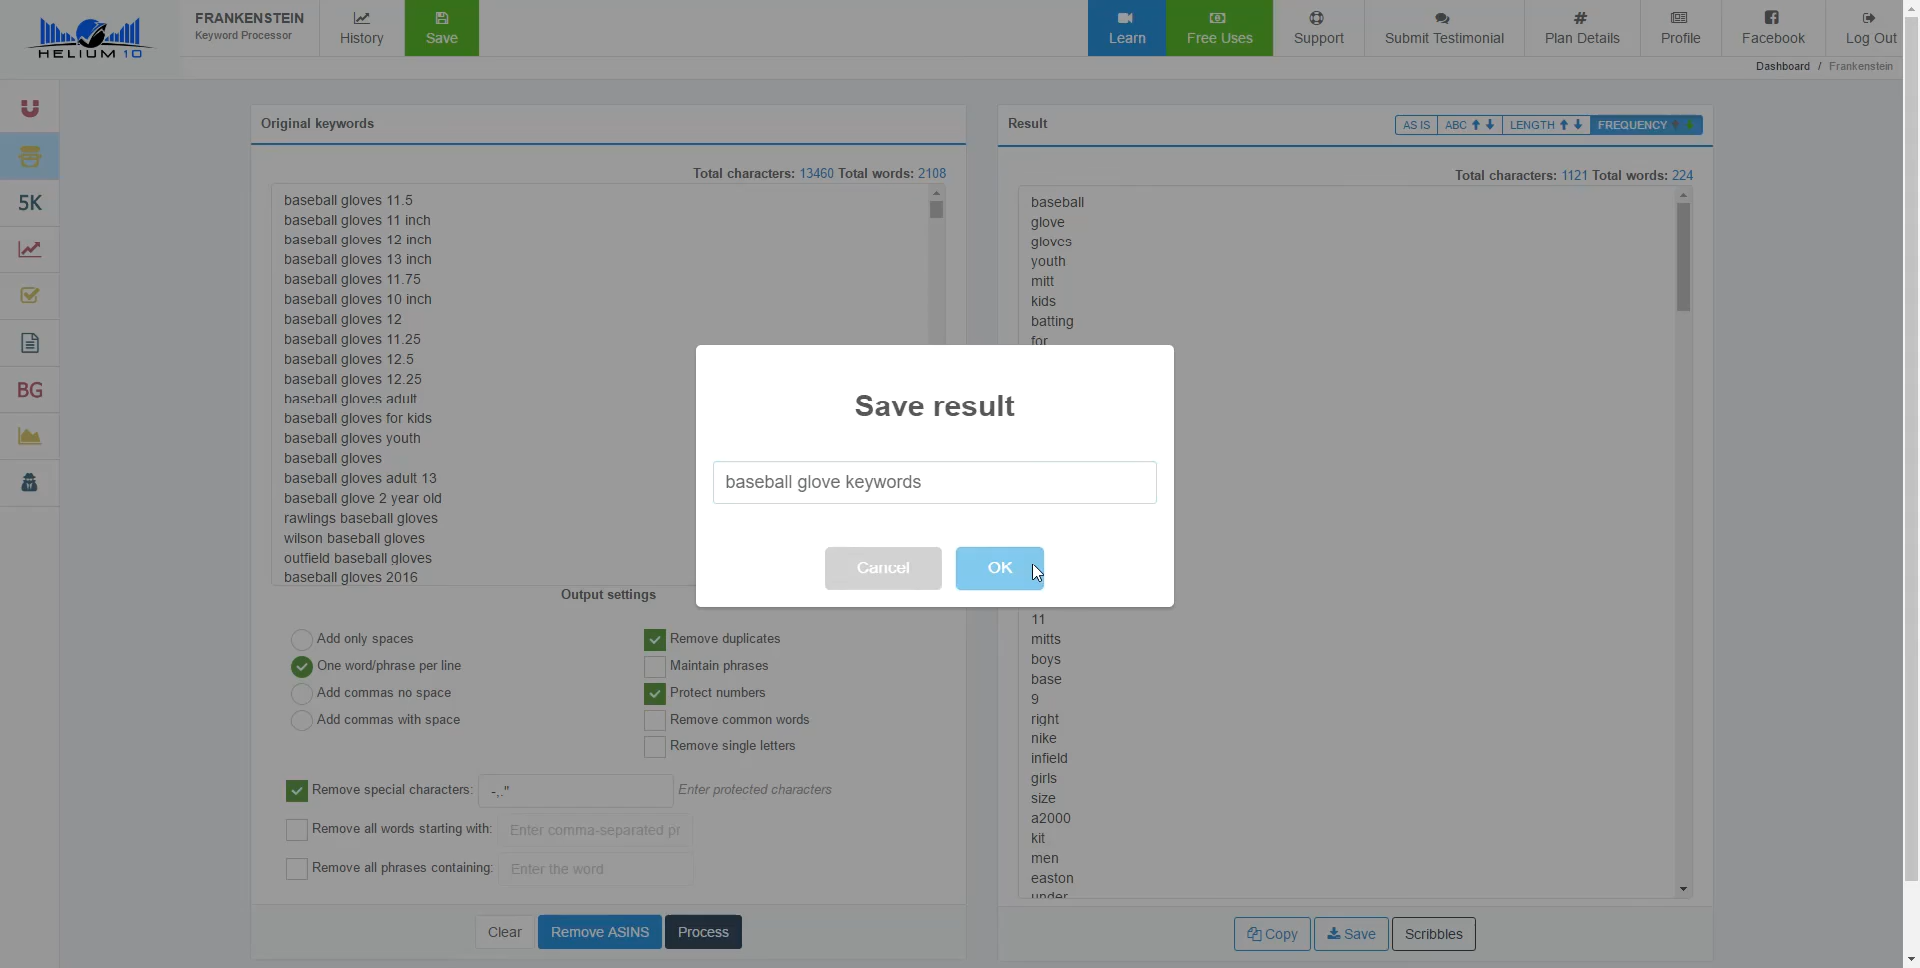 HELIUM 10
FRANKENSTEIN
Keyword Processor
History
Save
Learn
Free Uses
Support
Submit Testimonial
Plan Details
Profile
Facebook
Log Out
Dashboard / Frankenstein
5K
BG
Original keywords
Total characters: 13460 Total words: 2108
baseball gloves 11.5
baseball gloves 11 inch
baseball gloves 12 inch
baseball gloves 13 inch
baseball gloves 11.75
baseball gloves 10 inch
baseball gloves 12
baseball gloves 11.25
baseball gloves 12.5
baseball gloves 12.25
baseball gloves adult
baseball gloves for kids
baseball gloves youth
baseball gloves
baseball gloves adult 13
baseball glove 2 year old
rawlings baseball gloves
wilson baseball gloves
outfield baseball gloves
baseball gloves 2016
Output settings
Add only spaces
One word/phrase per line
Add commas no space
Add commas with space
Remove duplicates
Maintain phrases
Protect numbers
Remove common words
Remove single letters
Remove special characters: -,." Enter protected characters
Remove all words starting with: Enter comma-separated pr
Remove all phrases containing: Enter the word
Clear
Remove ASINS
Process
Result
AS IS
ABC
LENGTH
FREQUENCY
Total characters: 1121 Total words: 224
baseball
glove
gloves
youth
mitt
kids
batting
for
11
mitts
boys
base
9
right
nike
infield
girls
size
a2000
kit
men
easton
under
Copy
Save
Scribbles
Save result
baseball glove keywords
Cancel
OK